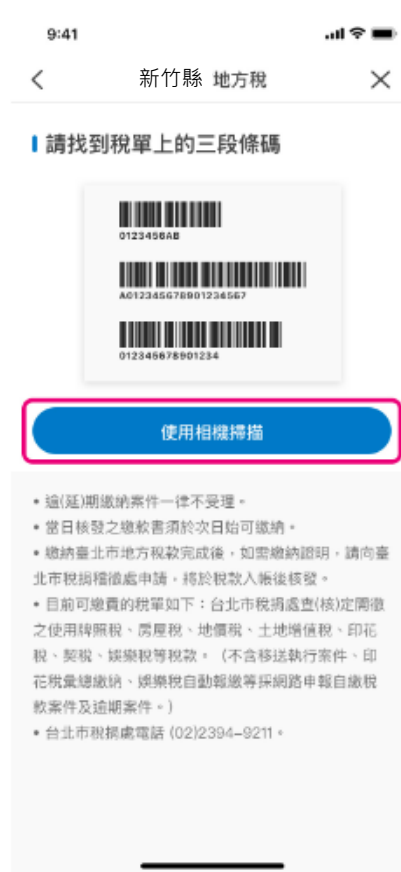 9:41
新竹縣 地方稅
請找到稅單上的三段條碼
0123456AB
A012345678901234567
012345678901234
使用相機掃描
• 逾(延)期繳納案件一律不受理。
• 當日核發之繳款書須於次日始可繳納。
• 繳納臺北市地方稅款完成後，如需繳納證明，請向臺
北市稅捐稽徵處申請，將於稅款入帳後核發。
• 目前可繳費的稅單如下：台北市稅捐處查(核)定開徵
之使用牌照稅、房屋稅、地價稅、土地增值稅、印花
稅、契稅、娛樂稅等稅款。（不含移送執行案件、印
花稅彙總繳納、娛樂稅自動報繳等採網路申報自繳稅
款案件及逾期案件。）
• 台北市稅捐處電話 (02)2394–9211。